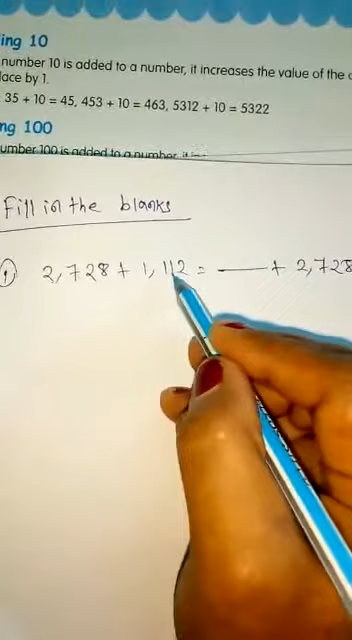 ing 10
number 10 is added to a number, it increases the value of the
lace by 1.
35 + 10 = 45, 453 + 10 = 463, 5312 + 10 = 5322
ng 100
umber 100 is added to a number, it
Fill in the blanks
1 2,728 + 1,112 = — + 2,728